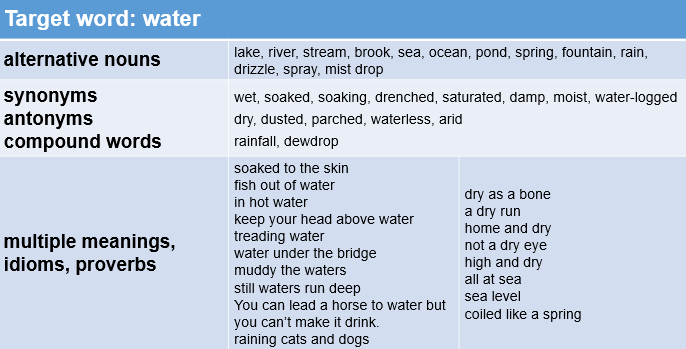 Target word: water
alternative nouns
lake, river, stream, brook, sea, ocean, pond, spring, fountain, rain,
drizzle, spray, mist drop
synonyms
wet, soaked, soaking, drenched, saturated, damp, moist, water-logged
antonyms
dry, dusted, parched, waterless, arid
compound words
rainfall, dewdrop
multiple meanings,
idioms, proverbs
soaked to the skin
fish out of water
in hot water
keep your head above water
treading water
water under the bridge
muddy the waters
still waters run deep
You can lead a horse to water but
you can’t make it drink.
raining cats and dogs
dry as a bone
a dry run
home and dry
not a dry eye
high and dry
all at sea
sea level
coiled like a spring